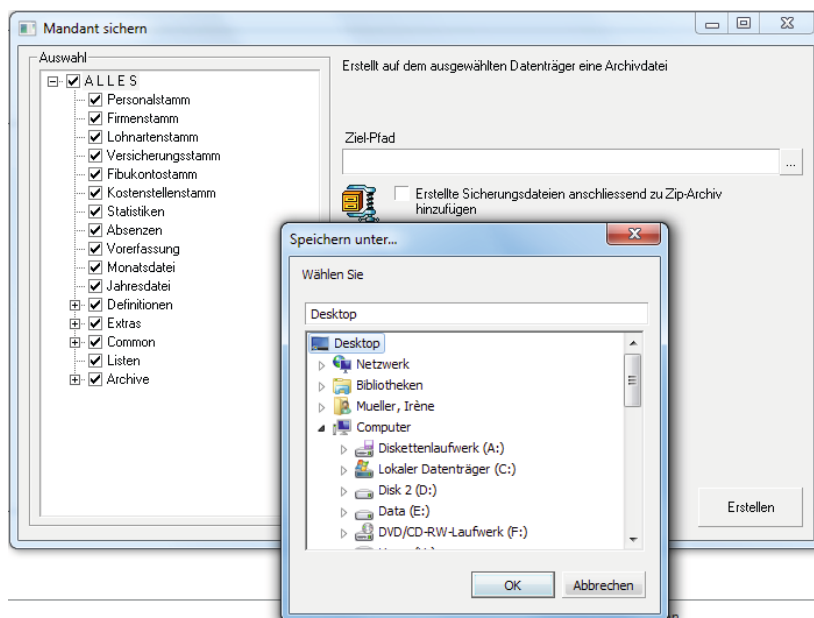 Mandant sichern
Auswahl
Erstellt auf dem ausgewählten Datenträger eine Archivdatei
A L L E S
Personalstamm
Firmenstamm
Lohnartenstamm
Versicherungsstamm
Fibukontostamm
Kostenstellenstamm
Statistiken
Absenzen
Vorerfassung
Monatsdatei
Jahresdatei
Definitionen
Extras
Common
Listen
Archive
Ziel-Pfad
...
Erstellte Sicherungsdateien anschliessend zu Zip-Archiv
hinzufügen
Speichern unter...
Wählen Sie
Desktop
Desktop
Netzwerk
Bibliotheken
Mueller, Irène
Computer
Diskettenlaufwerk (A:)
Lokaler Datenträger (C:)
Disk 2 (D:)
Data (E:)
DVD/CD-RW-Laufwerk (F:)
OK
Abbrechen
Erstellen